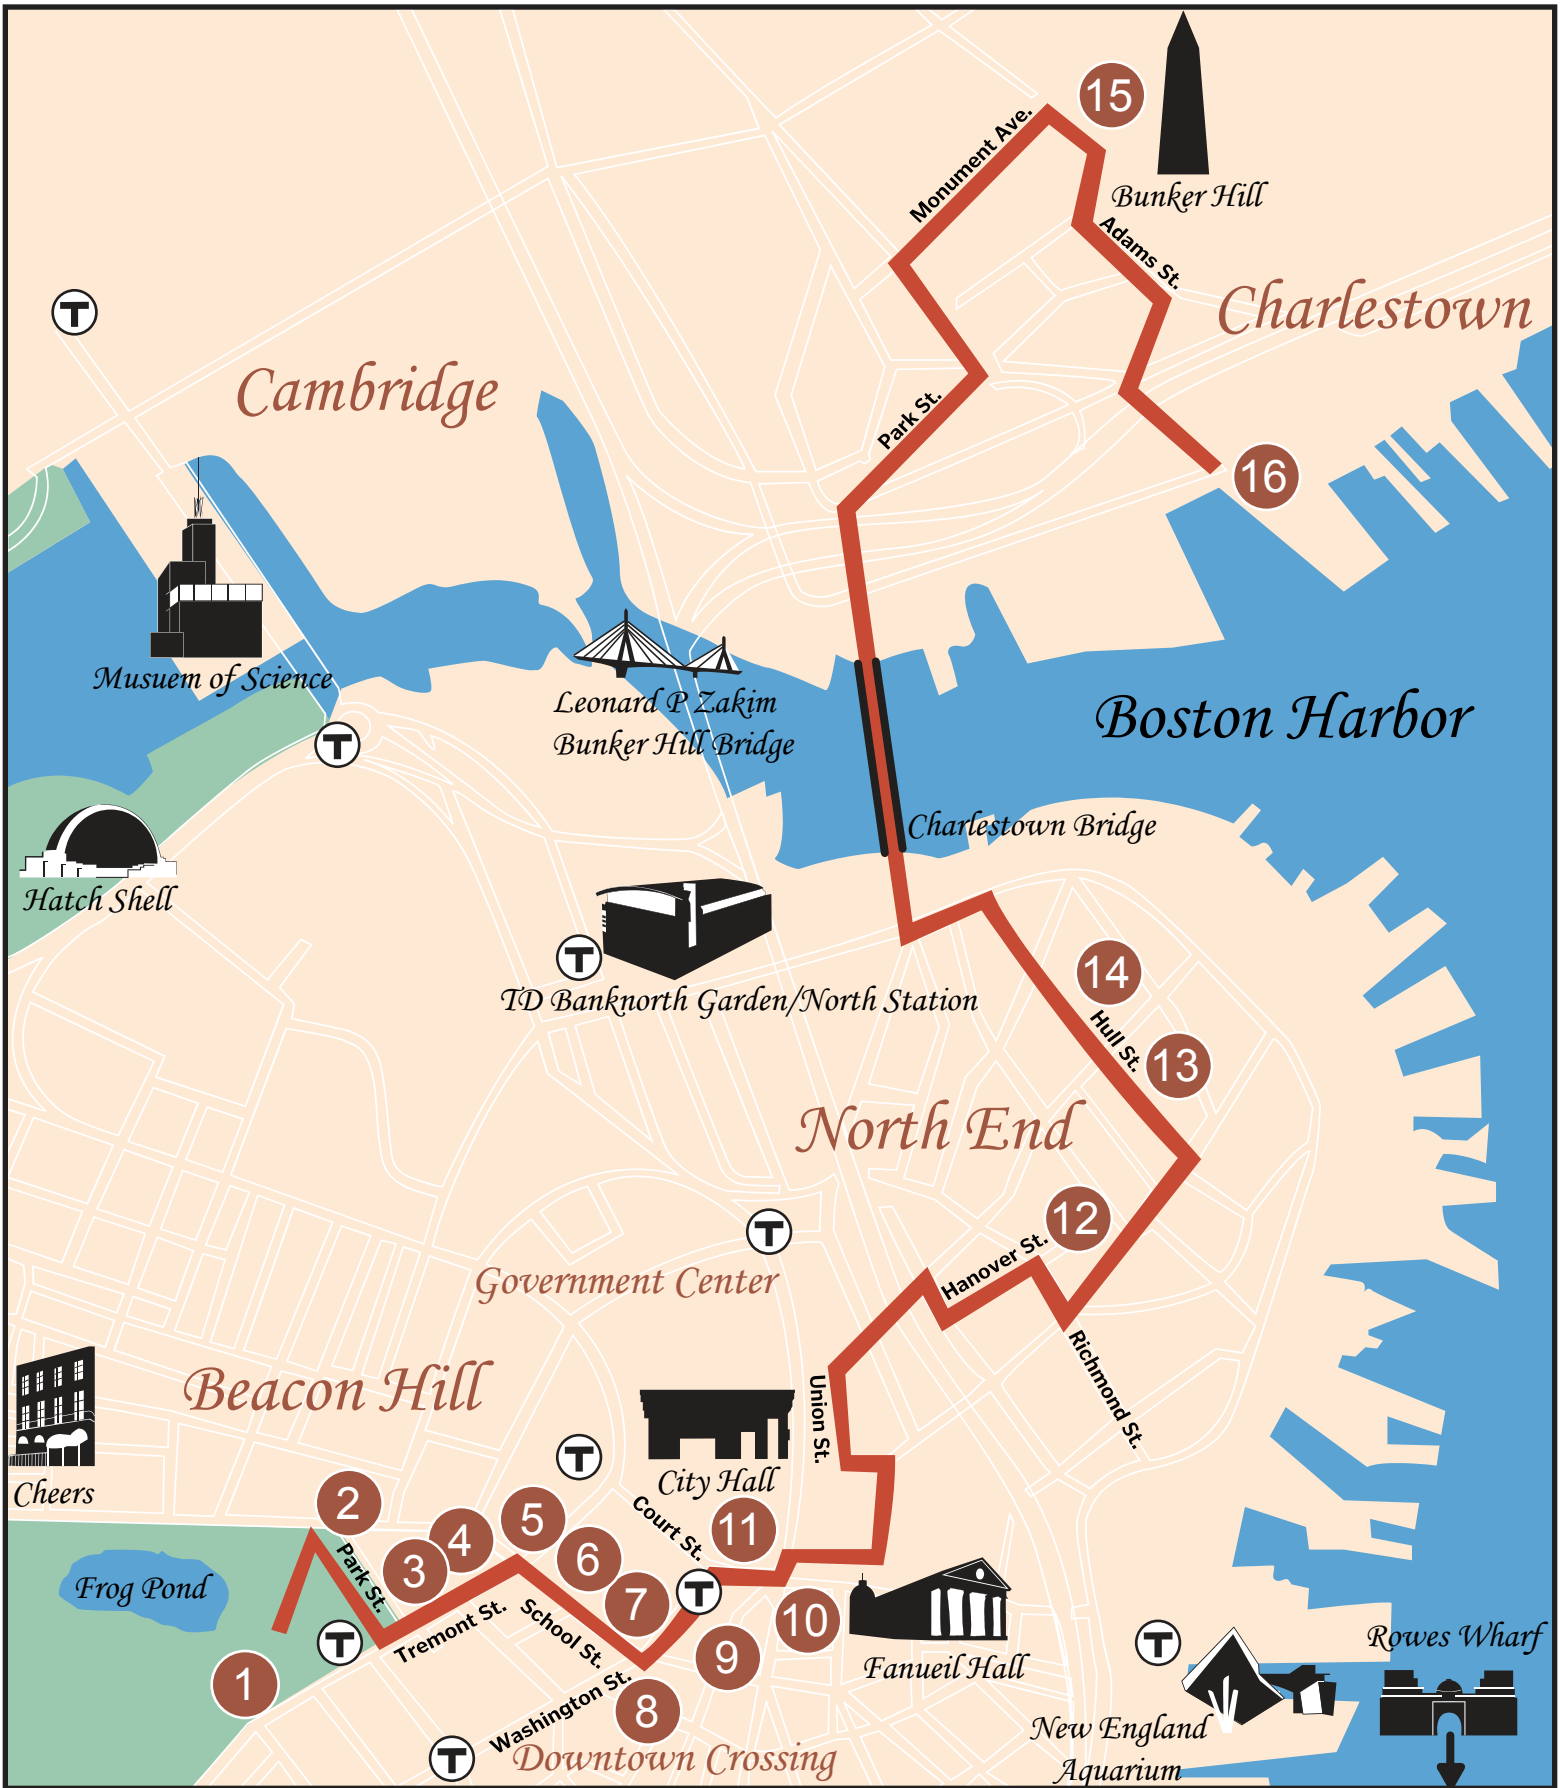 15
Monument Ave.
Bunker Hill
Adams St.
Charlestown
T
Cambridge
Park St.
16
Musuem of Science
Leonard P Zakim
Bunker Hill Bridge
Boston Harbor
T
Charlestown Bridge
Hatch Shell
T
TD Banknorth Garden/North Station
14
Hull St.
13
North End
12
T
Hanover St.
Government Center
Richmond St.
Beacon Hill
Union St.
T
City Hall
Cheers
2
Court St.
5
4
11
3
6
Park St.
Frog Pond
7
T
10
Tremont St.
School St.
T
9
Fanueil Hall
T
Rowes Wharf
1
Washington St.
8
T
Downtown Crossing
New England
Aquarium